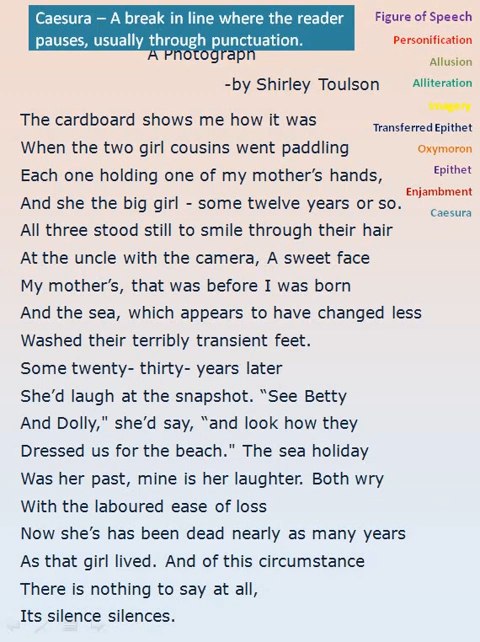 Caesura – A break in line where the reader
pauses, usually through punctuation.
A Photograph
-by Shirley Toulson
The cardboard shows me how it was
When the two girl cousins went paddling
Each one holding one of my mother's hands,
And she the big girl - some twelve years or so.
All three stood still to smile through their hair
At the uncle with the camera, A sweet face
My mother's, that was before I was born
And the sea, which appears to have changed less
Washed their terribly transient feet.
Some twenty- thirty- years later
She'd laugh at the snapshot. "See Betty
And Dolly," she'd say, "and look how they
Dressed us for the beach." The sea holiday
Was her past, mine is her laughter. Both wry
With the laboured ease of loss
Now she's has been dead nearly as many years
As that girl lived. And of this circumstance
There is nothing to say at all,
Its silence silences.
Figure of Speech
Personification
Allusion
Alliteration
Imagery
Transferred Epithet
Oxymoron
Epithet
Enjambment
Caesura